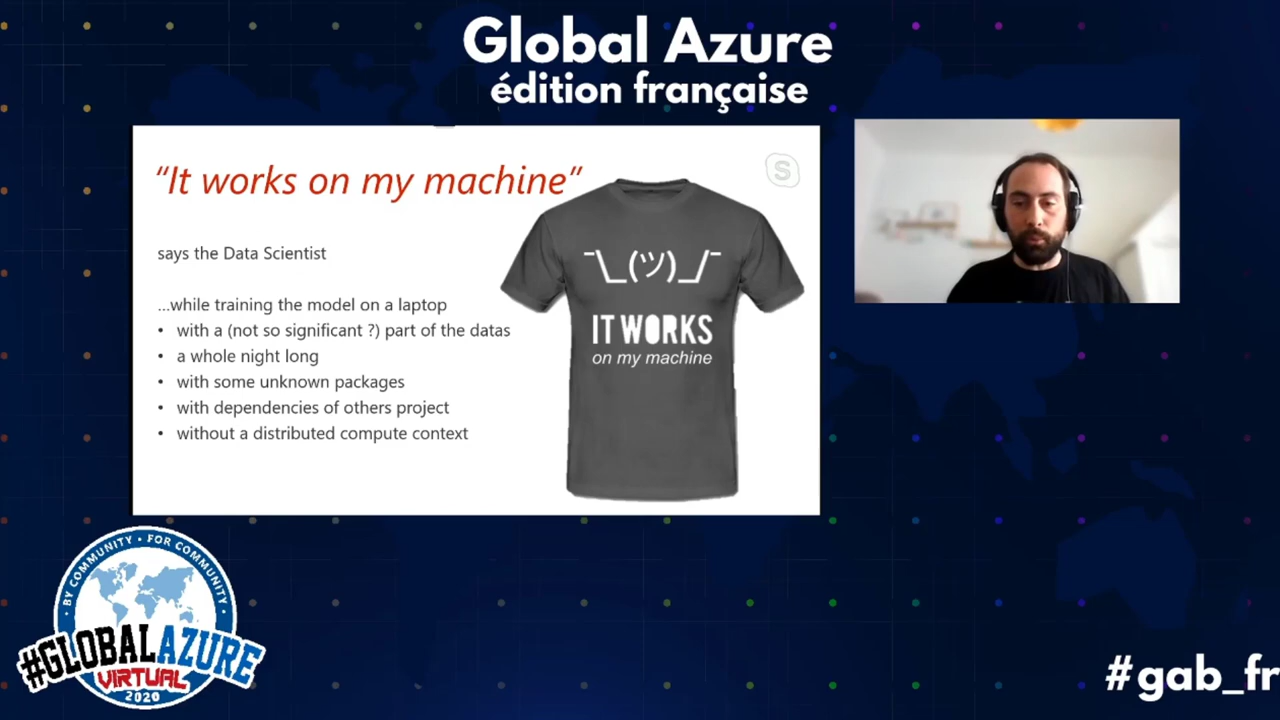 Global Azure
édition française
“It works on my machine”
S
says the Data Scientist
...while training the model on a laptop
• with a (not so significant ?) part of the datas
• a whole night long
• with some unknown packages
• with dependencies of others project
• without a distributed compute context
¯\_(ツ)_/¯
IT WORKS
on my machine
• BY COMMUNITY • FOR COMMUNITY •
#GLOBALAZURE
VIRTUAL
2020
#gab_fr